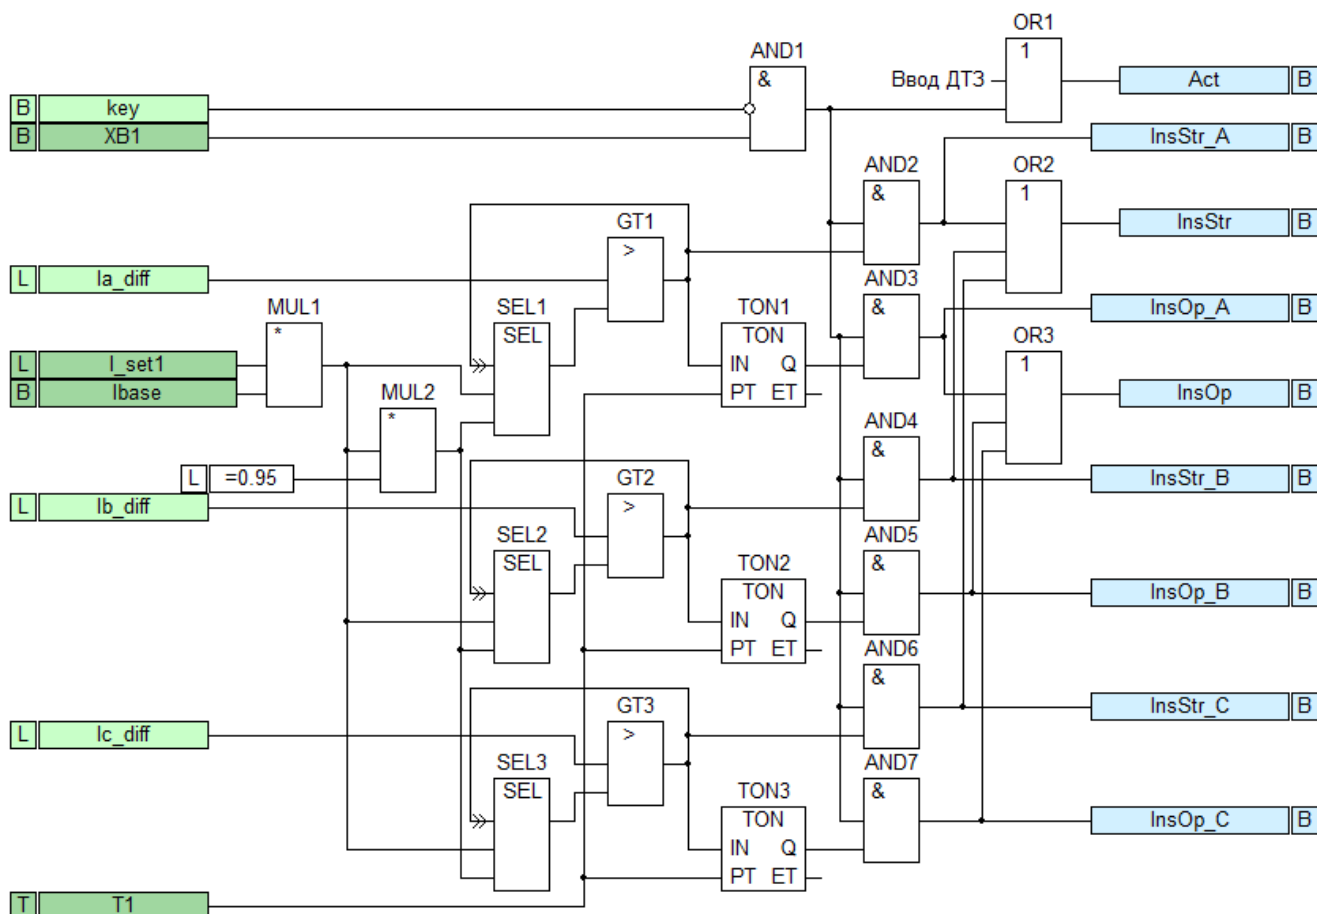 OR1
AND1
1
&
Ввод ДТЗ
Act B
B key
B XB1
InsStr_A B
AND2
OR2
&
1
GT1
InsStr B
>
L Ia_diff
AND3
MUL1
SEL1
TON1
&
InsOp_A B
*
SEL
TON
OR3
L I_set1
IN Q
1
B Ibase
MUL2
PT ET
InsOp B
*
AND4
&
L =0.95
GT2
InsStr_B B
L Ib_diff
>
SEL2
AND5
SEL
TON2
&
TON
InsOp_B B
IN Q
AND6
PT ET
&
GT3
InsStr_C B
L Ic_diff
>
SEL3
AND7
SEL
TON3
&
TON
InsOp_C B
IN Q
PT ET
T T1